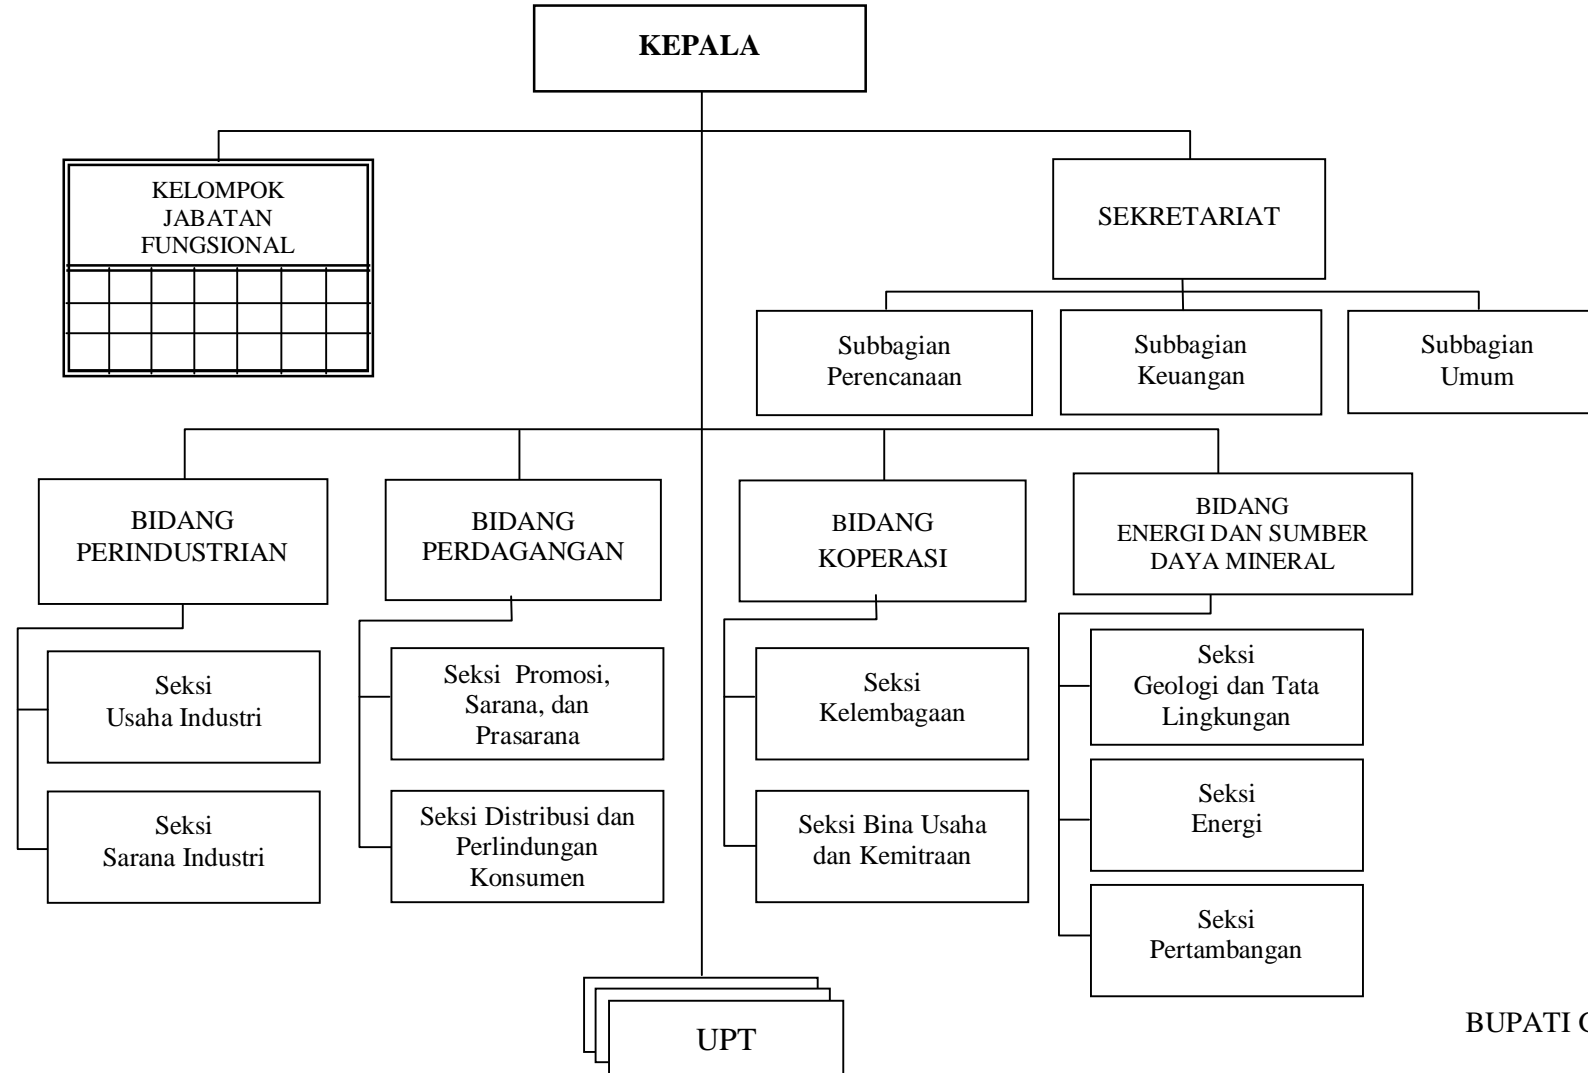 KEPALA
KELOMPOK
JABATAN
FUNGSIONAL
SEKRETARIAT
Subbagian
Perencanaan
Subbagian
Keuangan
Subbagian
Umum
BIDANG
PERINDUSTRIAN
BIDANG
PERDAGANGAN
BIDANG
KOPERASI
BIDANG
ENERGI DAN SUMBER
DAYA MINERAL
Seksi
Usaha Industri
Seksi Promosi,
Sarana, dan
Prasarana
Seksi
Kelembagaan
Seksi
Geologi dan Tata
Lingkungan
Seksi
Sarana Industri
Seksi Distribusi dan
Perlindungan
Konsumen
Seksi Bina Usaha
dan Kemitraan
Seksi
Energi
Seksi
Pertambangan
UPT
BUPATI